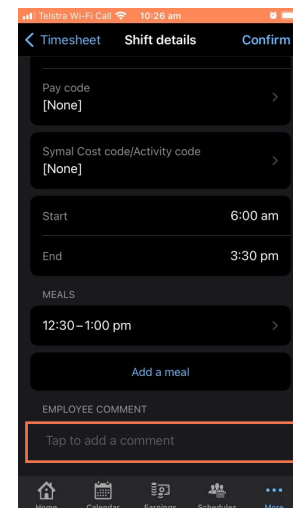 Telstra Wi-Fi Call 10:26 am
Timesheet Shift details Confirm
Pay code
[None]
Symal Cost code/Activity code
[None]
Start 6:00 am
End 3:30 pm
MEALS
12:30–1:00 pm
Add a meal
EMPLOYEE COMMENT
Tap to add a comment
Home Calendar Earnings Schedules More